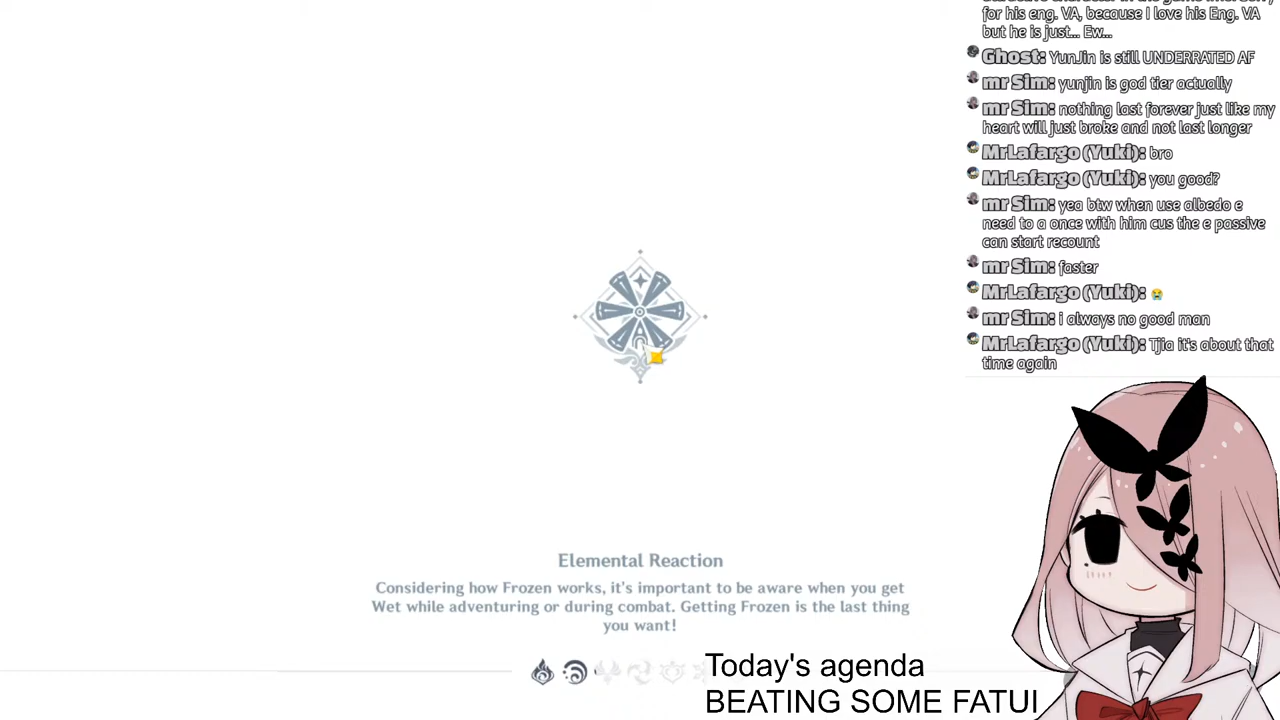 for his eng. VA, because I love his Eng. VA
but he is just... Ew...
Ghost: YunJin is still UNDERRATED AF
mr Sim: yunjin is god tier actually
mr Sim: nothing last forever just like my
heart will just broke and not last longer
MrLafargo (Yuki): bro
MrLafargo (Yuki): you good?
mr Sim: yea btw when use albedo e
need to a once with him cus the e passive
can start recount
mr Sim: faster
MrLafargo (Yuki): 😭
mr Sim: i always no good man
MrLafargo (Yuki): Tjia it's about that
time again
Elemental Reaction
Considering how Frozen works, it's important to be aware when you get
Wet while adventuring or during combat. Getting Frozen is the last thing
you want!
Today's agenda
BEATING SOME FATUI